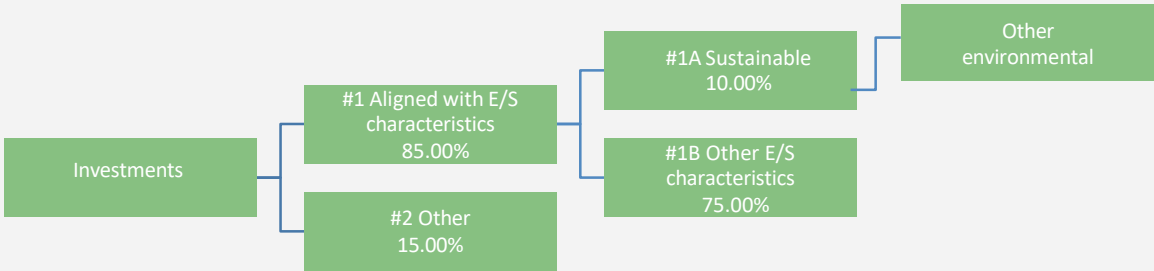 Investments
#1 Aligned with E/S
characteristics
85.00%
#2 Other
15.00%
#1A Sustainable
10.00%
#1B Other E/S
characteristics
75.00%
Other
environmental